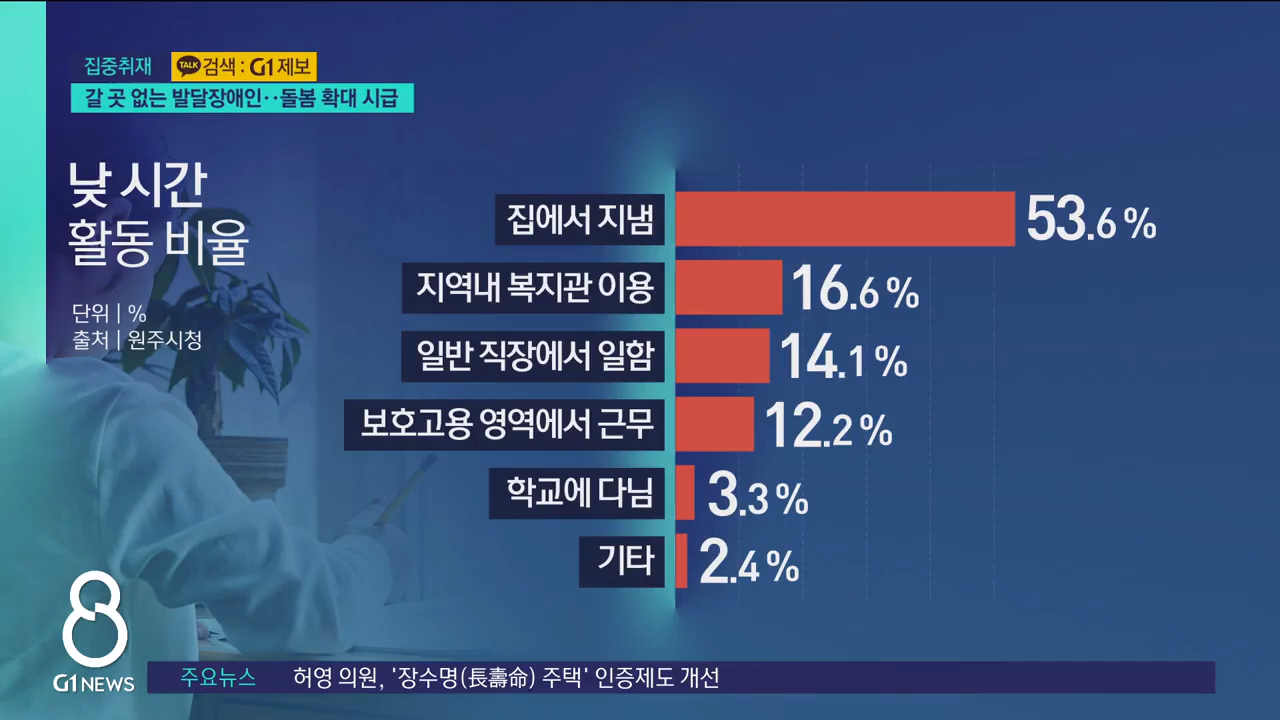 집중취재
TALK 검색 : G1 제보
갈 곳 없는 발달장애인‥돌봄 확대 시급
낮 시간
활동 비율
단위 | %
출처 | 원주시청
집에서 지냄 53.6 %
지역내 복지관 이용 16.6 %
일반 직장에서 일함 14.1 %
보호고용 영역에서 근무 12.2 %
학교에 다님 3.3 %
기타 2.4 %
8
G1 NEWS
주요뉴스 허영 의원, '장수명(長壽命) 주택' 인증제도 개선